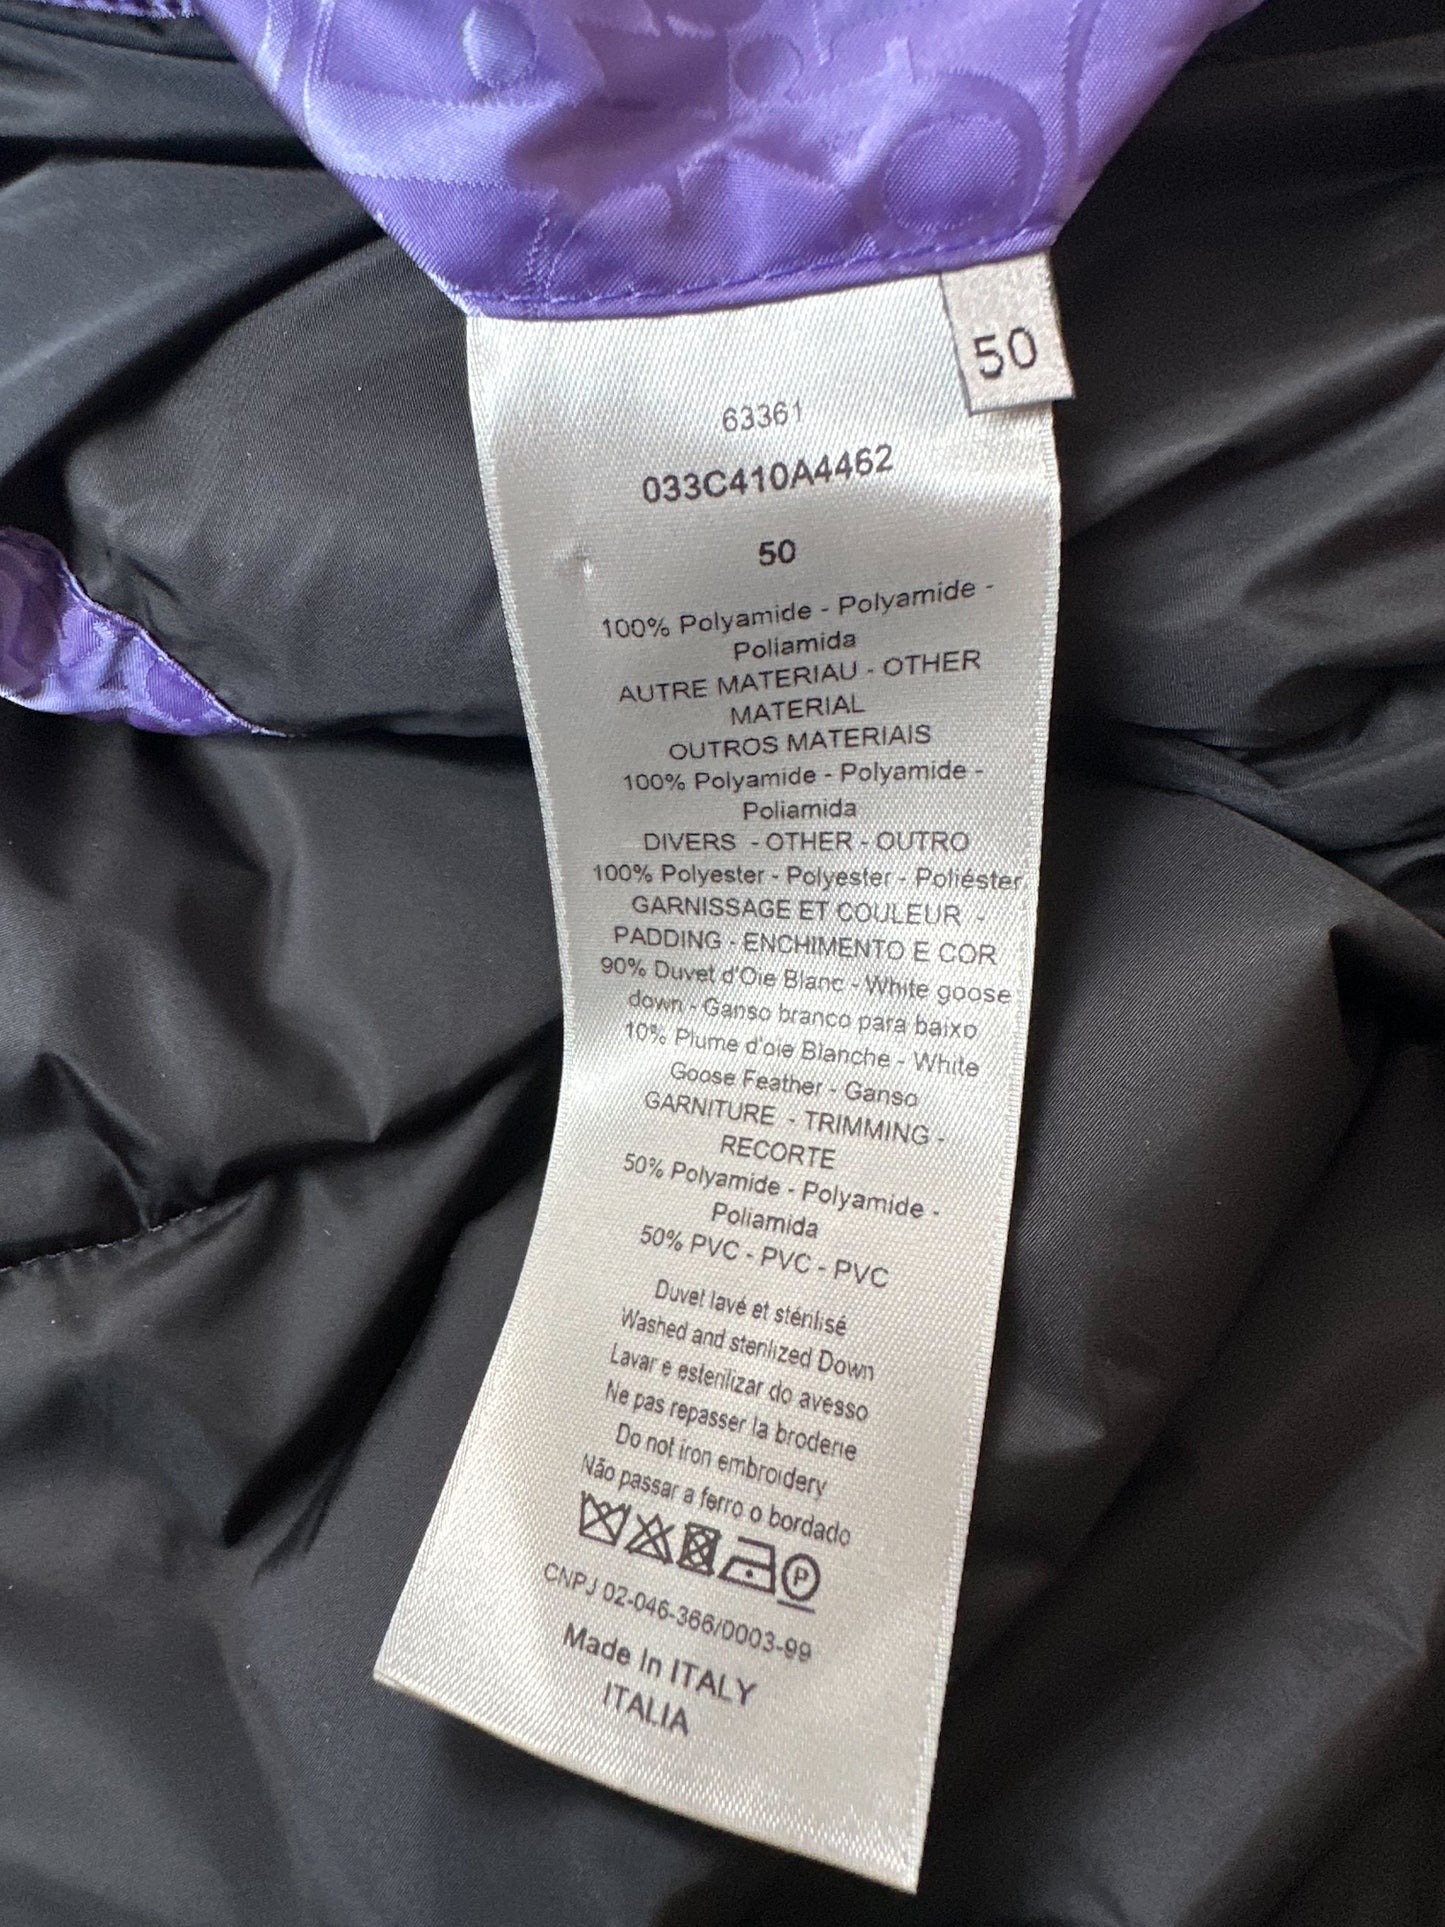 50
63361
033C410A4462
50
100% Polyamide - Polyamide -
Poliamida
AUTRE MATERIAU - OTHER
MATERIAL
OUTROS MATERIAIS
100% Polyamide - Polyamide -
Poliamida
DIVERS - OTHER - OUTRO
100% Polyester - Polyester - Poliéster
GARNISSAGE ET COULEUR -
PADDING - ENCHIMENTO E COR
90% Duvet d'Oie Blanc - White goose
down - Ganso branco para baixo
10% Plume d'oie Blanche - White
Goose Feather - Ganso
GARNITURE - TRIMMING -
RECORTE
50% Polyamide - Polyamide -
Poliamida
50% PVC - PVC - PVC
Duvet lavé et stérilisé
Washed and sterilized Down
Lavar e esterilizar do avesso
Ne pas repasser la broderie
Do not iron embroidery
Não passar a ferro o bordado
P
CNPJ 02-046-366/0003-99
Made In ITALY
ITALIA